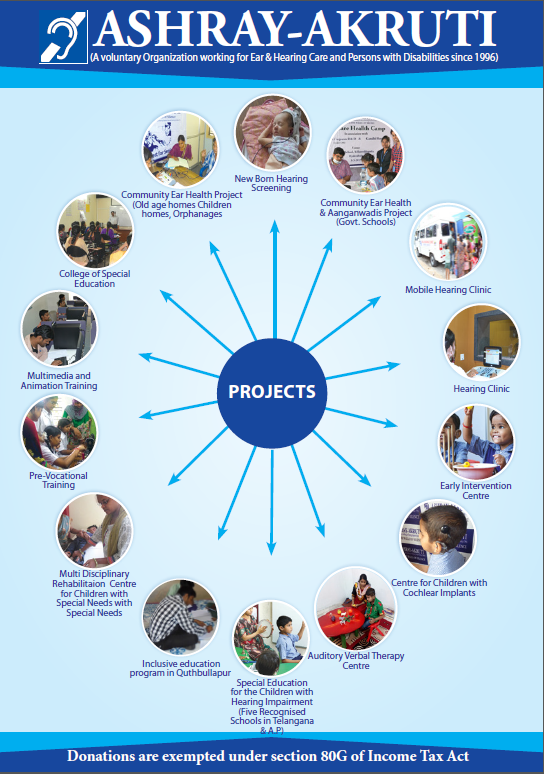 ASHRAY-AKRUTI
(A voluntary Organization working for Ear & Hearing Care and Persons with Disabilities since 1996)
New Born Hearing
Screening
Community Ear Health
& Aanganwadis Project
(Govt. Schools)
Mobile Hearing Clinic
Hearing Clinic
Early Intervention
Centre
Centre for Children with
Cochlear Implants
Auditory Verbal Therapy
Centre
Special Education
for the Children with
Hearing Impairment
(Five Recognised
Schools in Telangana
& A.P)
Inclusive education
program in Quthbullapur
Multi Disciplinary
Rehabilitaion Centre
for Children with
Special Needs with
Special Needs
Pre-Vocational
Training
Multimedia and
Animation Training
College of Special
Education
Community Ear Health Project
(Old age homes Children
homes, Orphanages
PROJECTS
Donations are exempted under section 80G of Income Tax Act